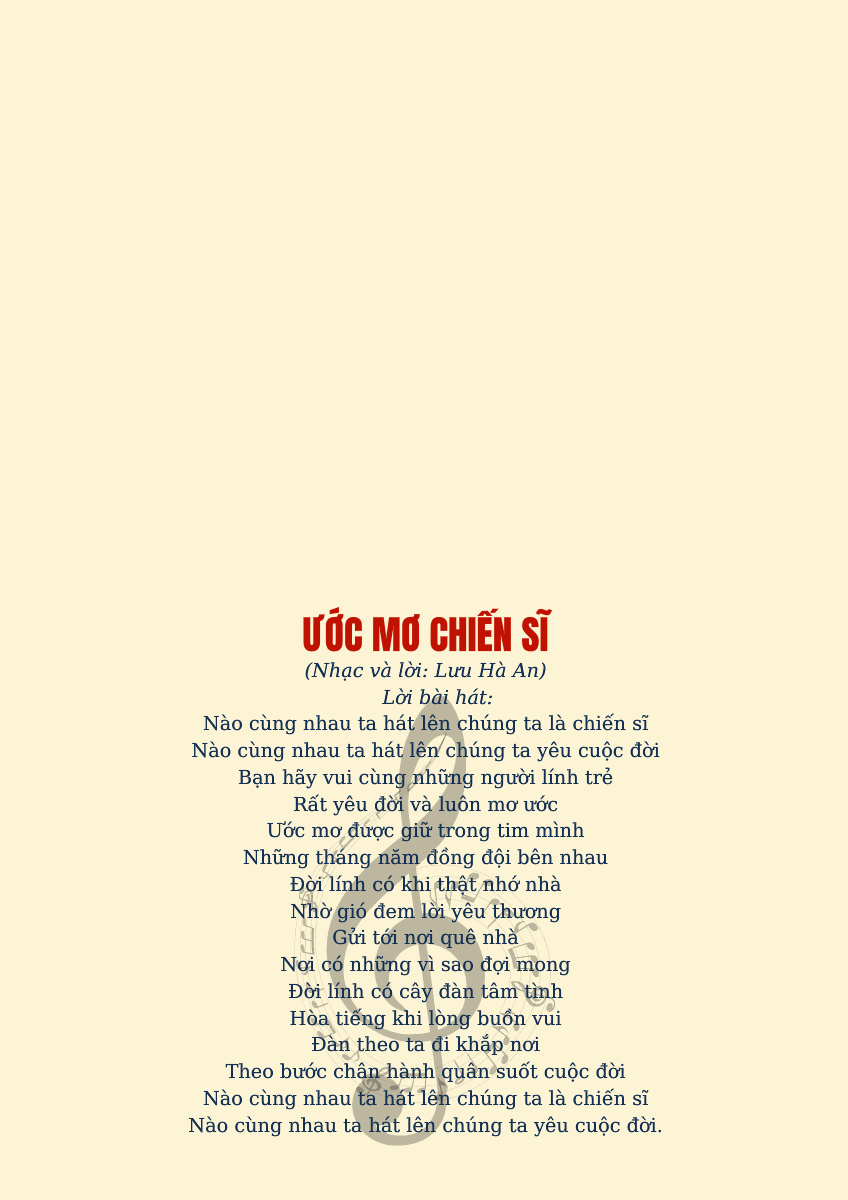 ƯỚC MƠ CHIẾN SĨ
(Nhạc và lời: Lưu Hà An)
Lời bài hát:
Nào cùng nhau ta hát lên chúng ta là chiến sĩ
Nào cùng nhau ta hát lên chúng ta yêu cuộc đời
Bạn hãy vui cùng những người lính trẻ
Rất yêu đời và luôn mơ ước
Ước mơ được giữ trong tim mình
Những tháng năm đồng đội bên nhau
Đời lính có khi thật nhớ nhà
Nhờ gió đem lời yêu thương
Gửi tới nơi quê nhà
Nơi có những vì sao đợi mong
Đời lính có cây đàn tâm tình
Hòa tiếng khi lòng buồn vui
Đàn theo ta đi khắp nơi
Theo bước chân hành quân suốt cuộc đời
Nào cùng nhau ta hát lên chúng ta là chiến sĩ
Nào cùng nhau ta hát lên chúng ta yêu cuộc đời.